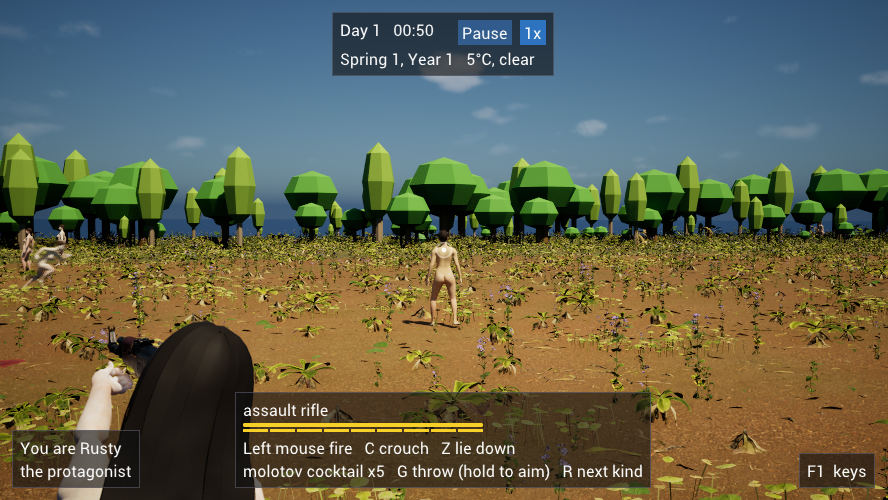 Day 1 00:50 Pause 1x
Spring 1, Year 1 5°C, clear
assault rifle
Left mouse fire C crouch Z lie down
molotov cocktail x5 G throw (hold to aim) R next kind
You are Rusty
the protagonist
F1 keys